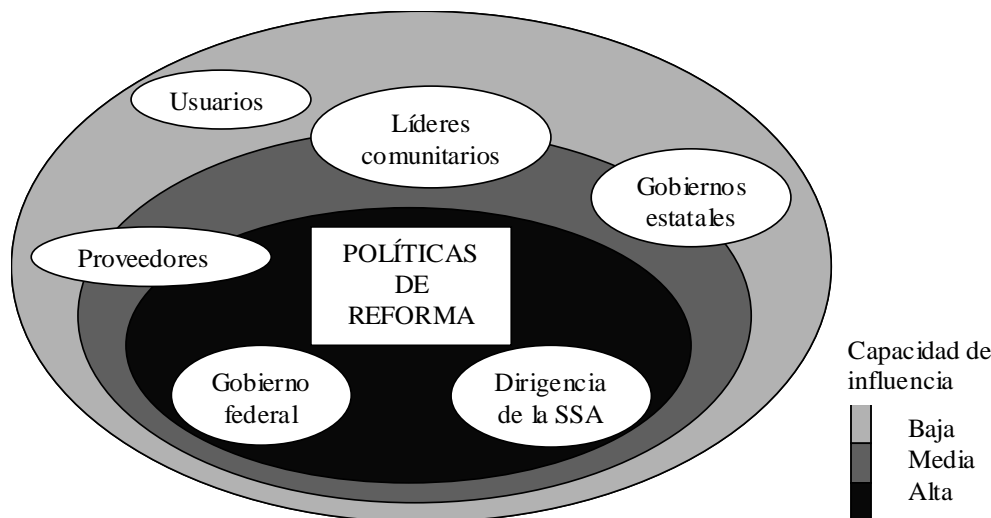 Usuarios
Líderes
comunitarios
Gobiernos
estatales
Proveedores
POLÍTICAS
DE
REFORMA
Gobierno
federal
Dirigencia
de la SSA
Capacidad de
influencia
Baja
Media
Alta